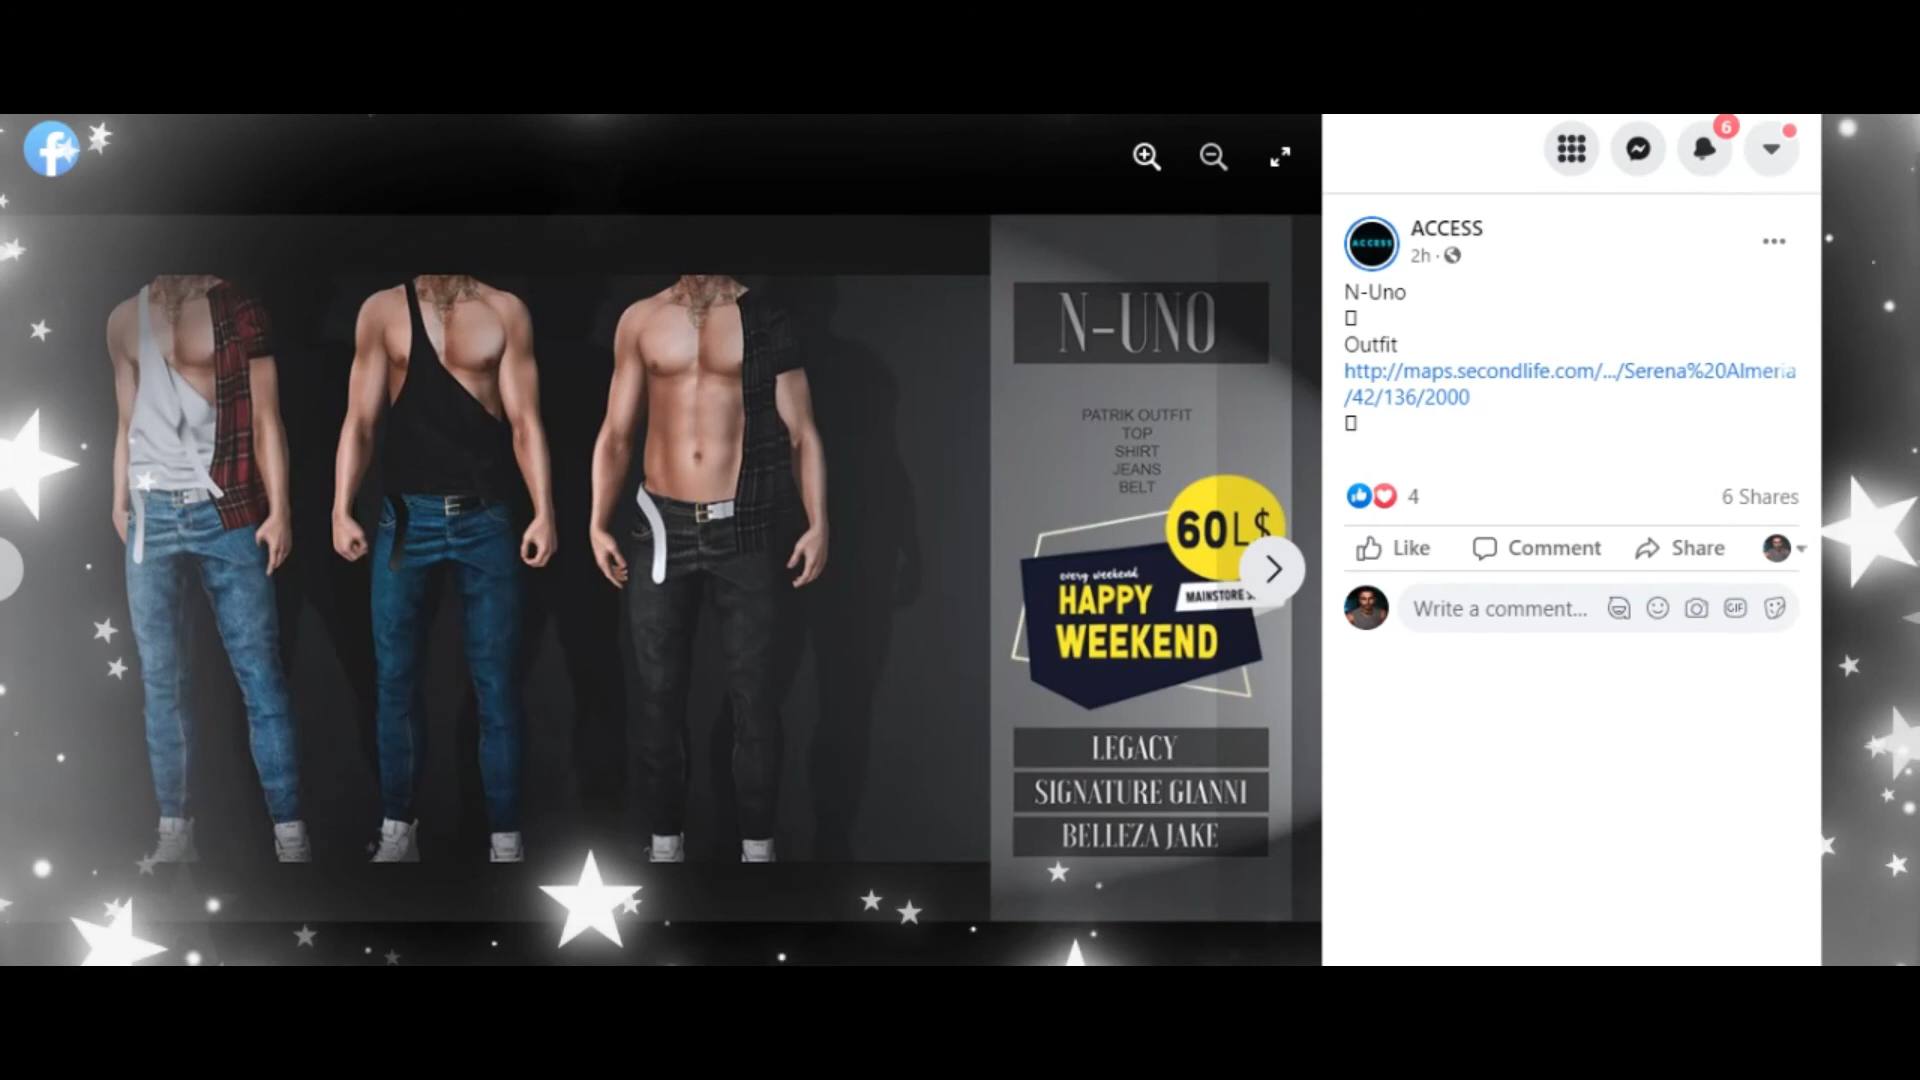 6
ACCESS
ACCESS
2h
N-Uno
Outfit
http://maps.secondlife.com/.../Serena%20Almeria
/42/136/2000
4
6 Shares
Like
Comment
Share
Write a comment...
GIF
N-UNO
PATRIK OUTFIT
TOP
SHIRT
JEANS
BELT
60L$
every weekend
HAPPY
MAINSTORE
WEEKEND
LEGACY
SIGNATURE GIANNI
BELLEZA JAKE